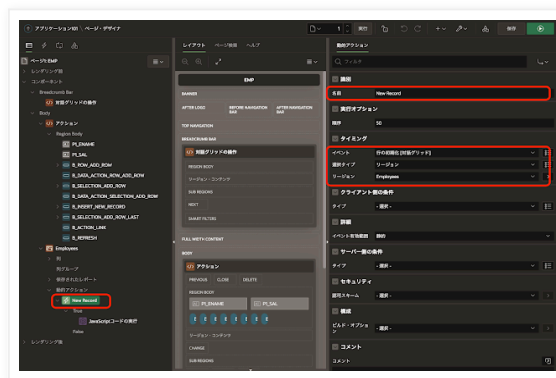 アプリケーション101 \ ページ・デザイナ
1
実行
保存
ページ1: EMP
レンダリング前
コンポーネント
Breadcrumb Bar
対話グリッドの操作
Body
アクション
Region Body
P1_ENAME
P1_SAL
B_ROW_ADD_ROW
B_DATA_ACTION_ROW_ADD_ROW
B_SELECTION_ADD_ROW
B_DATA_ACTION_SELECTION_ADD_ROW
B_INSERT_NEW_RECORD
B_SELECTION_ADD_ROW_LAST
B_ACTION_LINK
B_REFRESH
Employees
列
列グループ
保存されたレポート
動的アクション
New Record
True
JavaScriptコードの実行
False
レンダリング後
レイアウト
ページ検索
ヘルプ
EMP
BANNER
AFTER LOGO
BEFORE NAVIGATION BAR
AFTER NAVIGATION BAR
TOP NAVIGATION
BREADCRUMB BAR
対話グリッドの操作
REGION BODY
リージョン・コンテンツ
SUB REGIONS
NEXT
SMART FILTERS
FULL WIDTH CONTENT
BODY
アクション
PREVIOUS
CLOSE
DELETE
REGION BODY
P1_ENAME
P1_SAL
リージョン・コンテンツ
CHANGE
SUB REGIONS
動的アクション
フィルタ
識別
名前
New Record
実行オプション
順序
50
タイミング
イベント
行の初期化 [対話グリッド]
選択タイプ
リージョン
リージョン
Employees
クライアント側の条件
タイプ
- 選択 -
詳細
イベント有効範囲
静的
サーバー側の条件
タイプ
- 選択 -
セキュリティ
認可スキーム
- 選択 -
構成
ビルド・オプション
- 選択 -
コメント
コメント